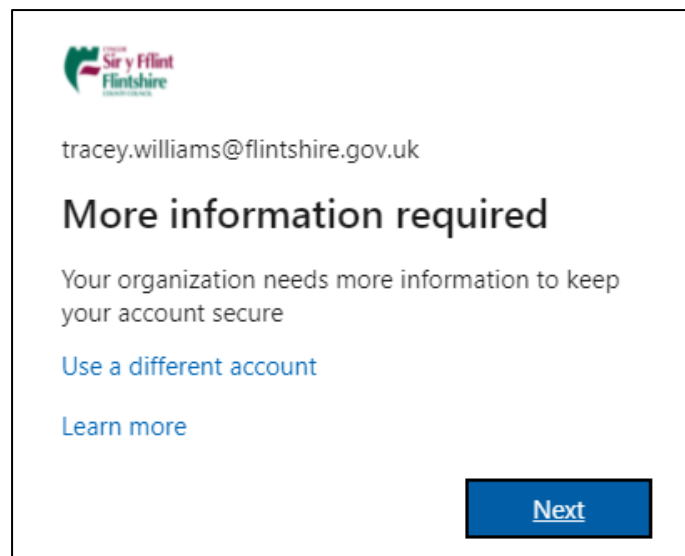 Sir y Fflint
Flintshire
tracey.williams@flintshire.gov.uk
More information required
Your organization needs more information to keep
your account secure
Use a different account
Learn more
Next